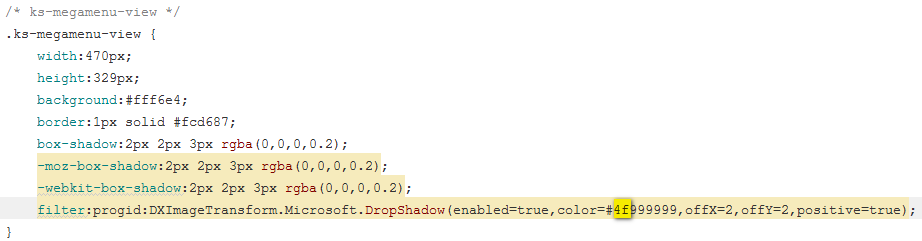 /* ks-megamenu-view */
.ks-megamenu-view {
    width:470px;
    height:329px;
    background:#fff6e4;
    border:1px solid #fcd687;
    box-shadow:2px 2px 3px rgba(0,0,0,0.2);
    -moz-box-shadow:2px 2px 3px rgba(0,0,0,0.2);
    -webkit-box-shadow:2px 2px 3px rgba(0,0,0,0.2);
    filter:progid:DXImageTransform.Microsoft.DropShadow(enabled=true,color=#4f999999,offX=2,offY=2,positive=true);
}